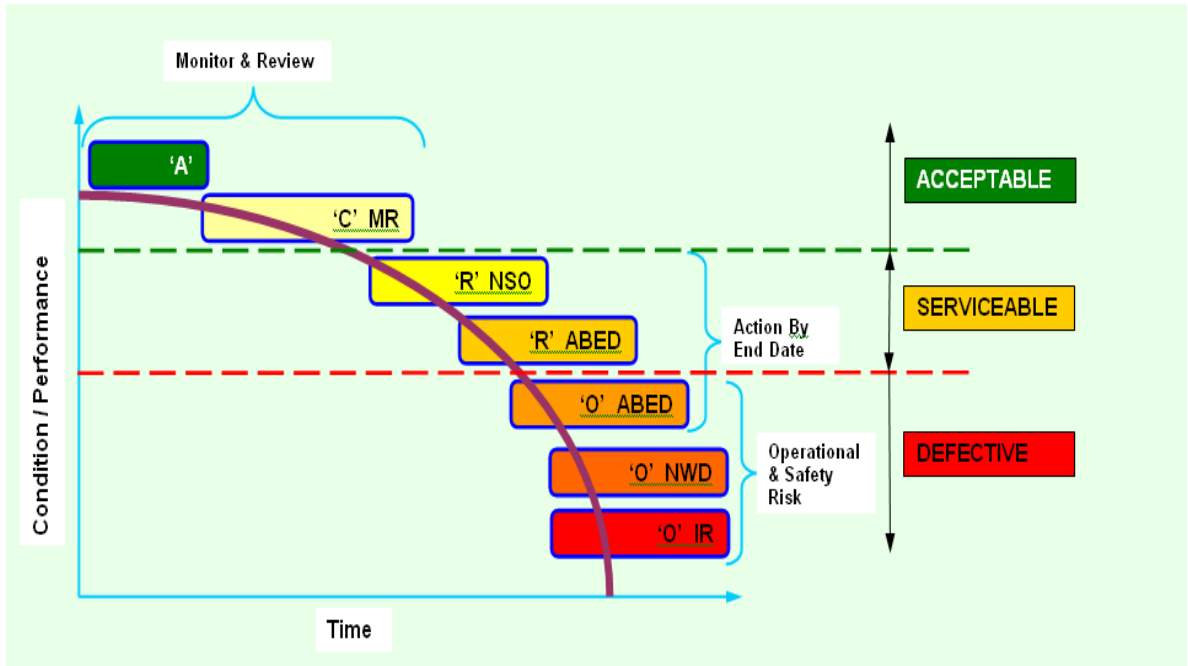 Monitor & Review
‘A’
ACCEPTABLE
‘C’ MR
‘R’ NSO
SERVICEABLE
‘R’ ABED
Action By
End Date
‘O’ ABED
Operational
& Safety
Risk
DEFECTIVE
‘O’ NWD
‘O’ IR
Condition / Performance
Time